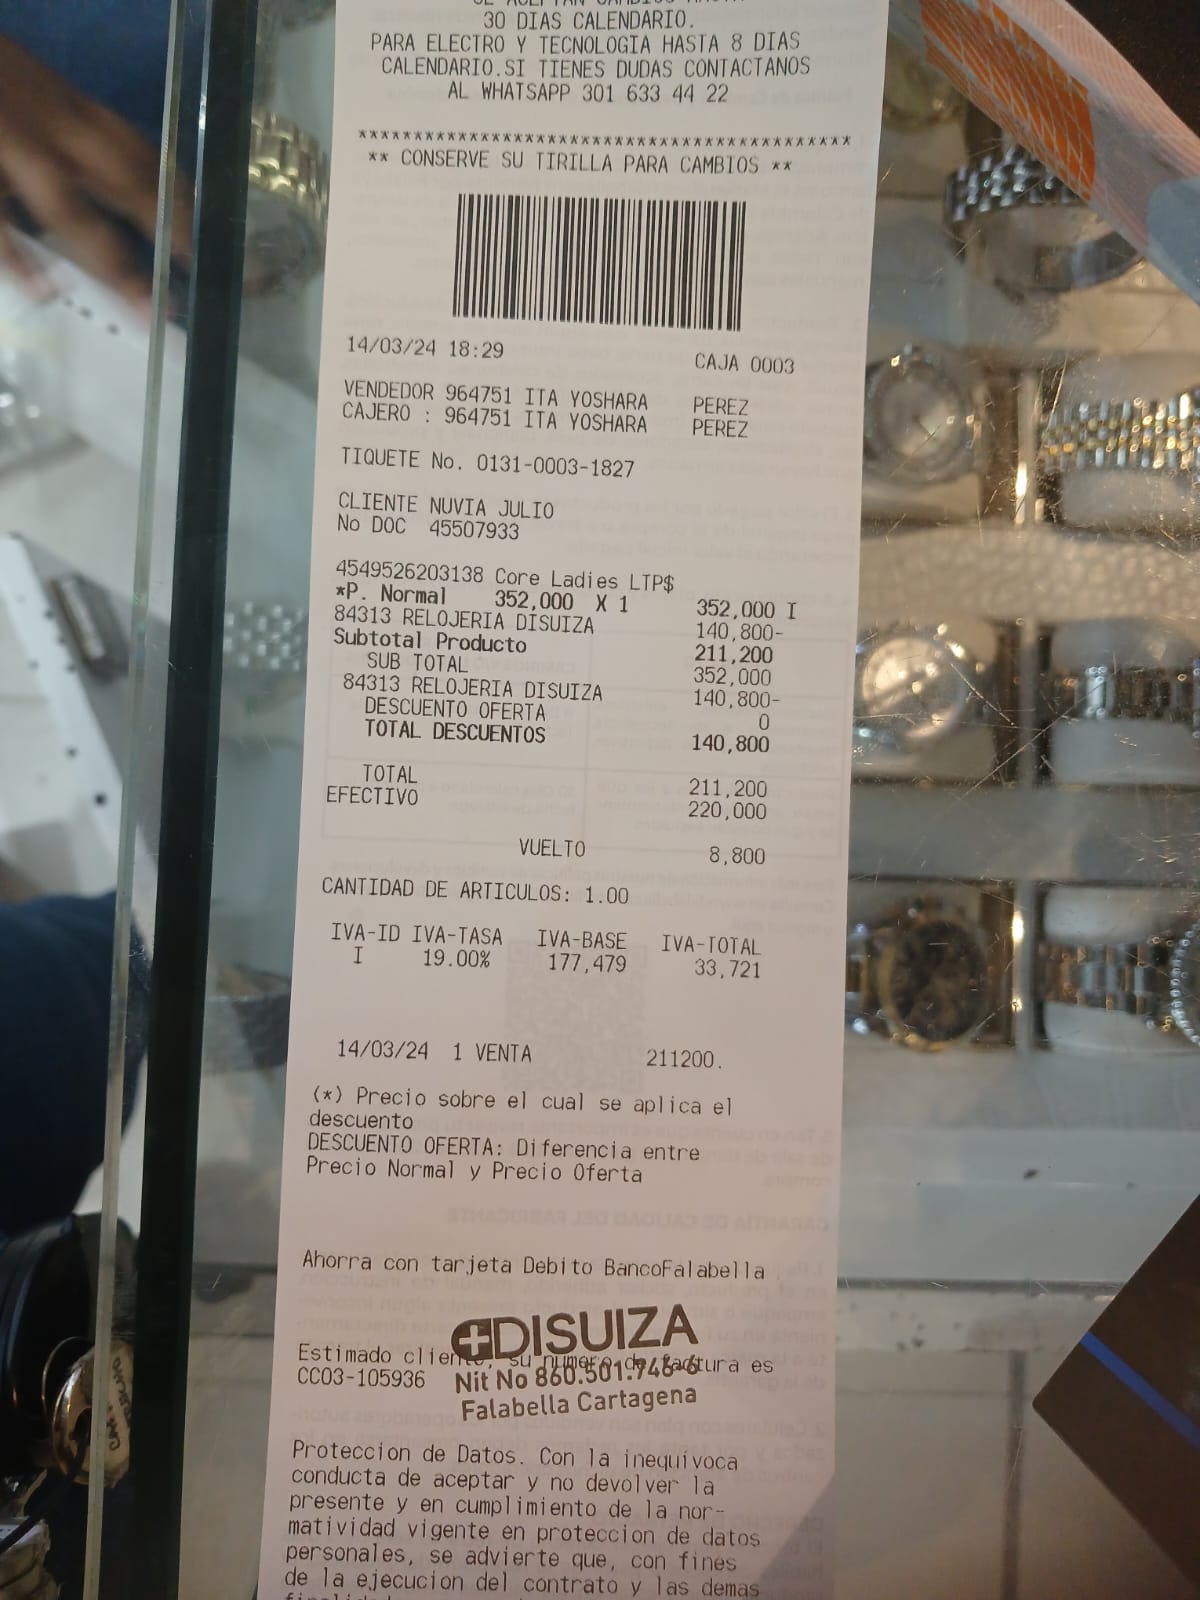 30 DIAS CALENDARIO.
PARA ELECTRO Y TECNOLOGIA HASTA 8 DIAS
CALENDARIO.SI TIENES DUDAS CONTACTANOS
AL WHATSAPP 301 633 44 22
********************************************
** CONSERVE SU TIRILLA PARA CAMBIOS **
14/03/24 18:29 CAJA 0003
VENDEDOR 964751 ITA YOSHARA PEREZ
CAJERO : 964751 ITA YOSHARA PEREZ
TIQUETE No. 0131-0003-1827
CLIENTE NUVIA JULIO
No DOC 45507933
4549526203138 Core Ladies LTP$
*P. Normal 352,000 X 1 352,000 I
84313 RELOJERIA DISUIZA 140,800-
Subtotal Producto 211,200
SUB TOTAL 352,000
84313 RELOJERIA DISUIZA 140,800-
DESCUENTO OFERTA 0
TOTAL DESCUENTOS 140,800
TOTAL 211,200
EFECTIVO 220,000
VUELTO 8,800
CANTIDAD DE ARTICULOS: 1.00
IVA-ID IVA-TASA IVA-BASE IVA-TOTAL
I 19.00% 177,479 33,721
14/03/24 1 VENTA 211200.
(*) Precio sobre el cual se aplica el
descuento
DESCUENTO OFERTA: Diferencia entre
Precio Normal y Precio Oferta
Ahorra con tarjeta Debito BancoFalabella
DISUIZA
Estimado cliente, su numero de factura es
CC03-105936
Nit No 860.501.746-6
Falabella Cartagena
Proteccion de Datos. Con la inequivoca
conducta de aceptar y no devolver la
presente y en cumplimiento de la nor-
matividad vigente en proteccion de datos
personales, se advierte que, con fines
de la ejecucion del contrato y las demas